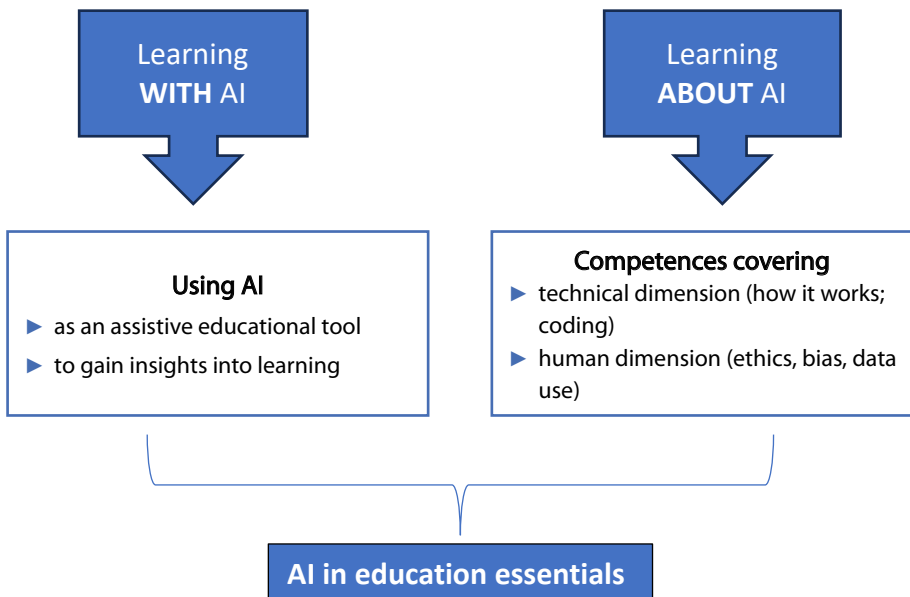 Learning
WITH AI
Learning
ABOUT AI
Using AI
as an assistive educational tool
to gain insights into learning
Competences covering
technical dimension (how it works;
coding)
human dimension (ethics, bias, data
use)
AI in education essentials